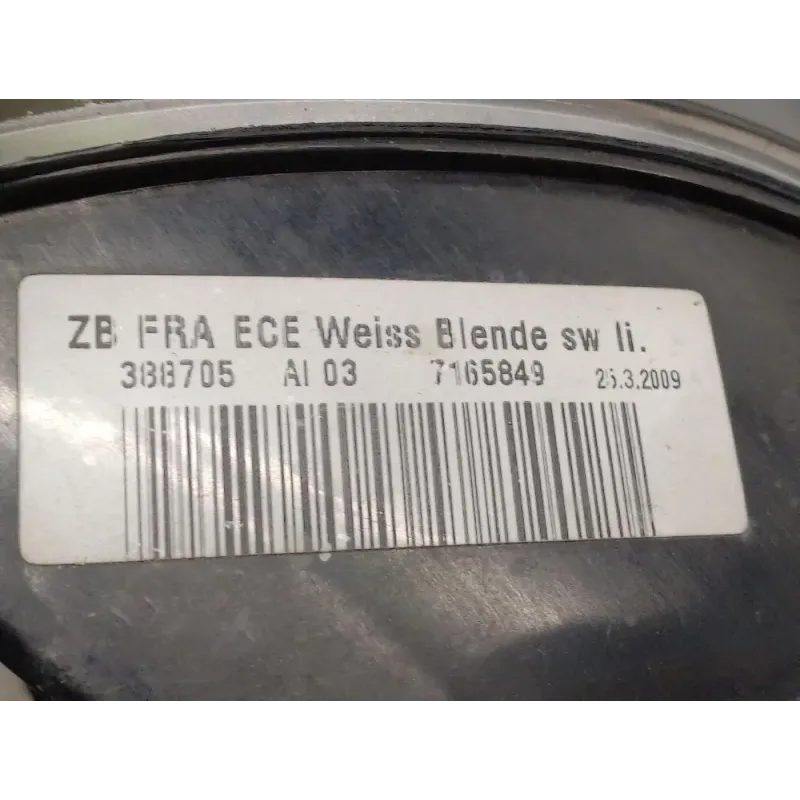 ZB FRA ECE Weiss Blende sw li.
388705 AI 03 7165849 25.3.2009